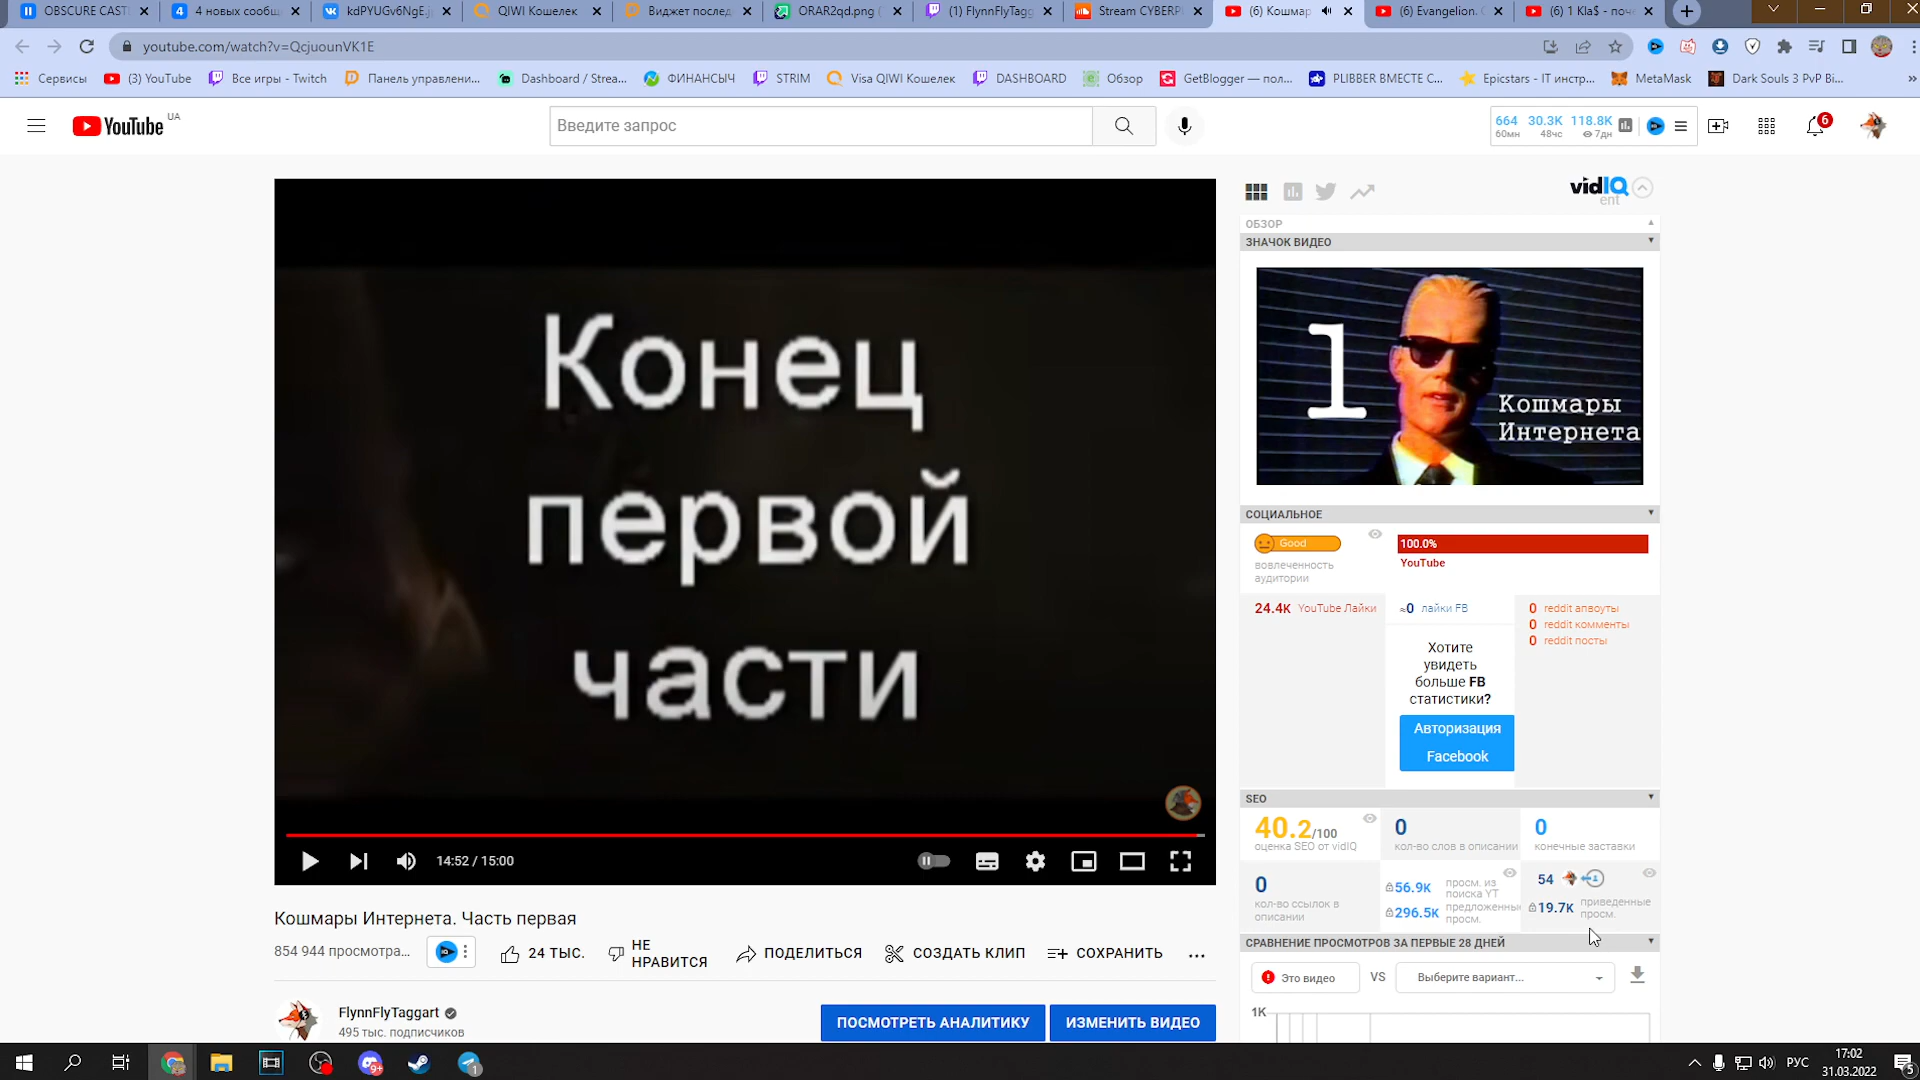 OBSCURE CAST
4 новых сообщ
kdPYUGv6NgE.j
QIWI Кошелек
Виджет послед
ORAR2qd.png (
(1) FlynnFlyTagg
Stream CYBERP
(6) Кошмар
(6) Evangelion.
(6) 1 Kla$ - поч
youtube.com/watch?v=QcjuounVK1E
Сервисы
(3) YouTube
Все игры - Twitch
Панель управлени...
Dashboard / Strea...
ФИНАНСЫЧ
STRIM
Visa QIWI Кошелек
DASHBOARD
Обзор
GetBlogger — пол...
PLIBBER ВМЕСТЕ С...
Epicstars - IT инстр...
MetaMask
Dark Souls 3 PvP Bi...
»
YouTube UA
Введите запрос
664 30.3K 118.8K
60мн 48чс 7дн
6
Конец
первой
части
14:52 / 15:00
vidIQ
ent
ОБЗОР
ЗНАЧОК ВИДЕО
1
Кошмары
Интернета
СОЦИАЛЬНОЕ
Good
вовлеченность
аудитории
100.0%
YouTube
24.4K YouTube Лайки
≈0 лайки FB
0 reddit апвоуты
0 reddit комменты
0 reddit посты
Хотите
увидеть
больше FB
статистики?
Авторизация
Facebook
SEO
40.2/100
оценка SEO от vidIQ
0
кол-во слов в описании
0
конечные заставки
0
кол-во ссылок в
описании
56.9K просм. из
поиска YT
296.5K предложенны
просм.
54
19.7K приведенные
просм.
СРАВНЕНИЕ ПРОСМОТРОВ ЗА ПЕРВЫЕ 28 ДНЕЙ
Это видео
VS
Выберите вариант...
1K
Кошмары Интернета. Часть первая
854 944 просмотра...
24 ТЫС.
НЕ
НРАВИТСЯ
ПОДЕЛИТЬСЯ
СОЗДАТЬ КЛИП
СОХРАНИТЬ
...
FlynnFlyTaggart
495 тыс. подписчиков
ПОСМОТРЕТЬ АНАЛИТИКУ
ИЗМЕНИТЬ ВИДЕО
9+
1
РУС
17:02
31.03.2022
5